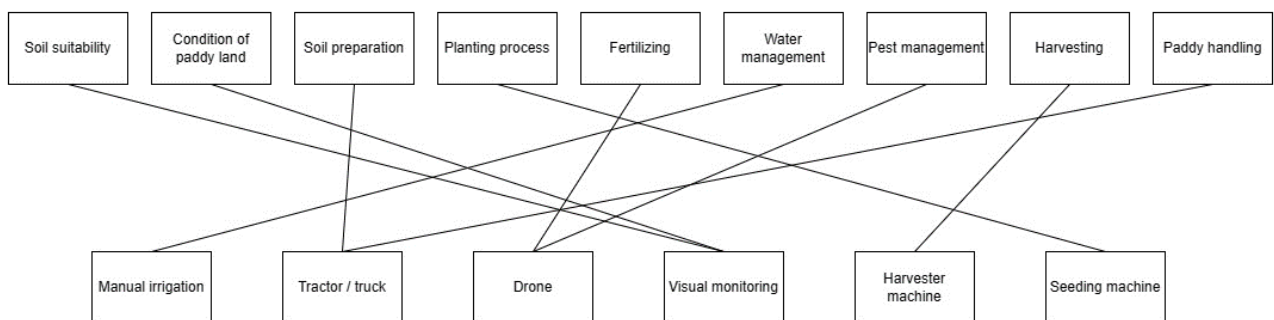 Soil suitability
Condition of
paddy land
Soil preparation
Planting process
Fertilizing
Water
management
Pest management
Harvesting
Paddy handling
Manual irrigation
Tractor / truck
Drone
Visual monitoring
Harvester
machine
Seeding machine